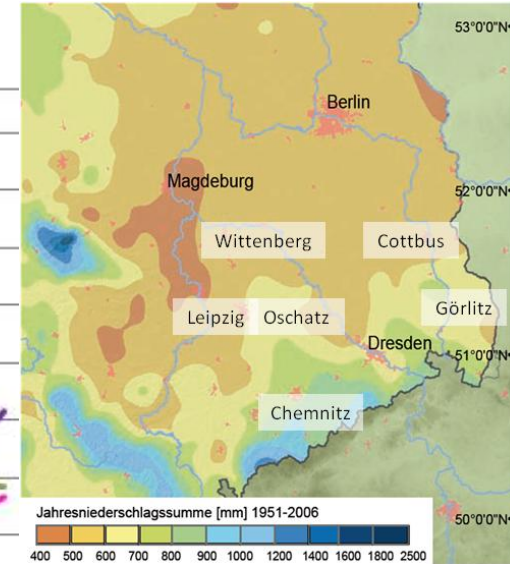 53°0'0"N
Berlin
52°0'0"N
Magdeburg
Wittenberg
Cottbus
Görlitz
Leipzig
Oschatz
Dresden
51°0'0"N
Chemnitz
Jahresniederschlagssumme [mm] 1951-2006
50°0'0"N
400 500 600 700 800 900 1000 1200 1400 1600 1800 2500